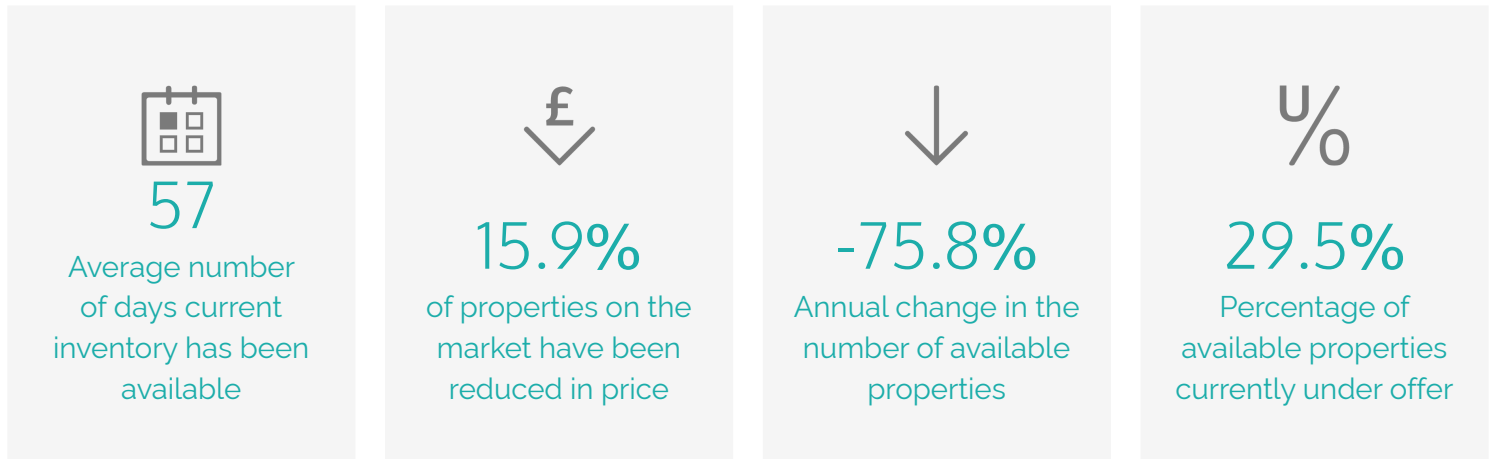 57
Average number
of days current
inventory has been
available
£
15.9%
of properties on the
market have been
reduced in price
-75.8%
Annual change in the
number of available
properties
U%
29.5%
Percentage of
available properties
currently under offer